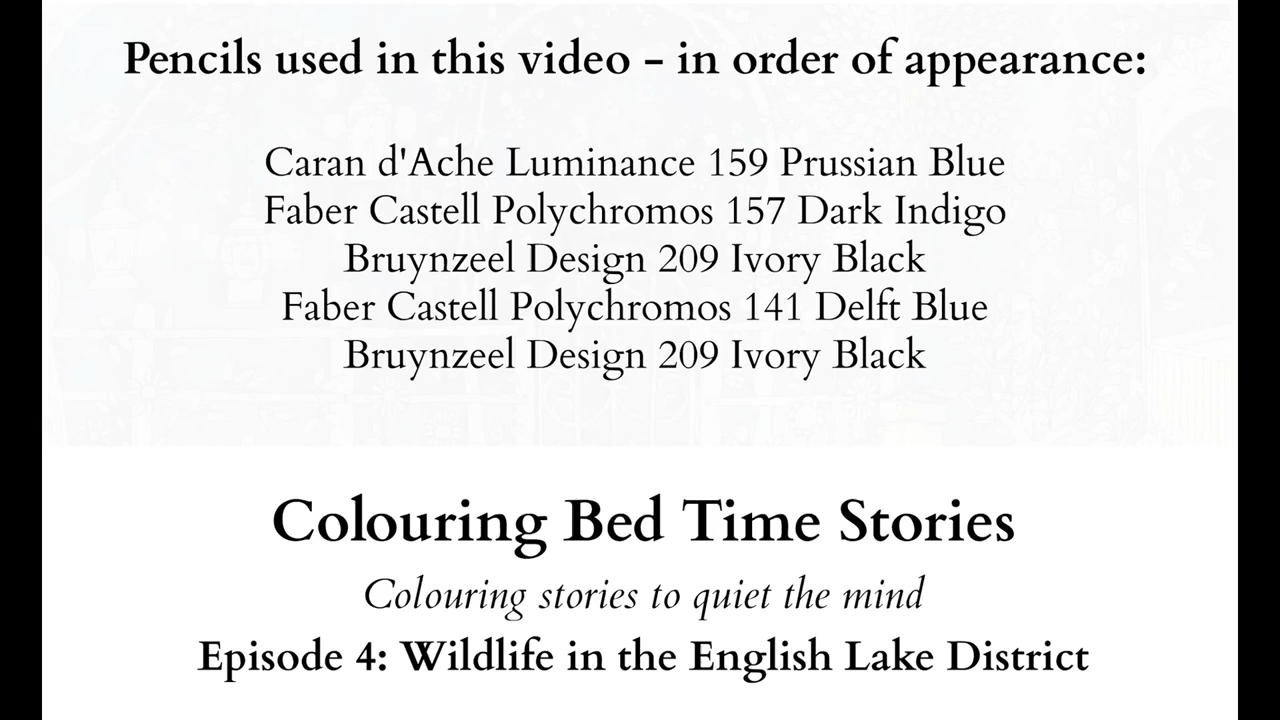 Pencils used in this video - in order of appearance:
Caran d'Ache Luminance 159 Prussian Blue
Faber Castell Polychromos 157 Dark Indigo
Bruynzeel Design 209 Ivory Black
Faber Castell Polychromos 141 Delft Blue
Bruynzeel Design 209 Ivory Black
Colouring Bed Time Stories
Colouring stories to quiet the mind
Episode 4: Wildlife in the English Lake District